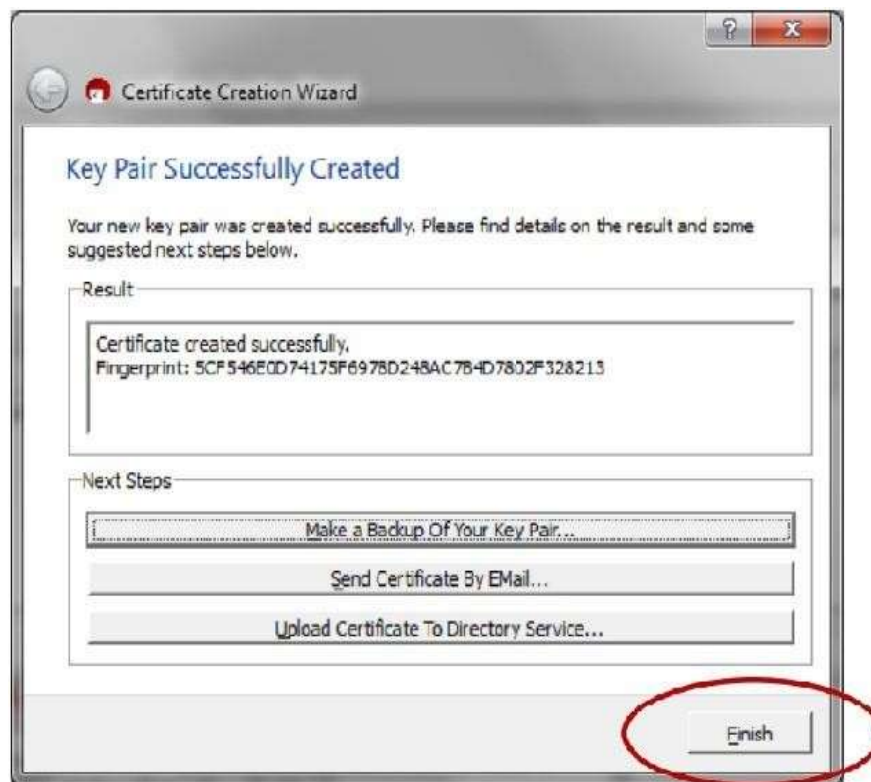 Certificate Creation Wizard
Key Pair Successfully Created
Your new key pair was created successfully. Please find details on the result and some
suggested next steps below.
Result
Certificate created successfully.
Fingerprint: 5CF546E0D74175F6978D248AC7B4D7802F328213
Next Steps
Make a Backup Of Your Key Pair...
Send Certificate By EMail...
Upload Certificate To Directory Service...
Finish